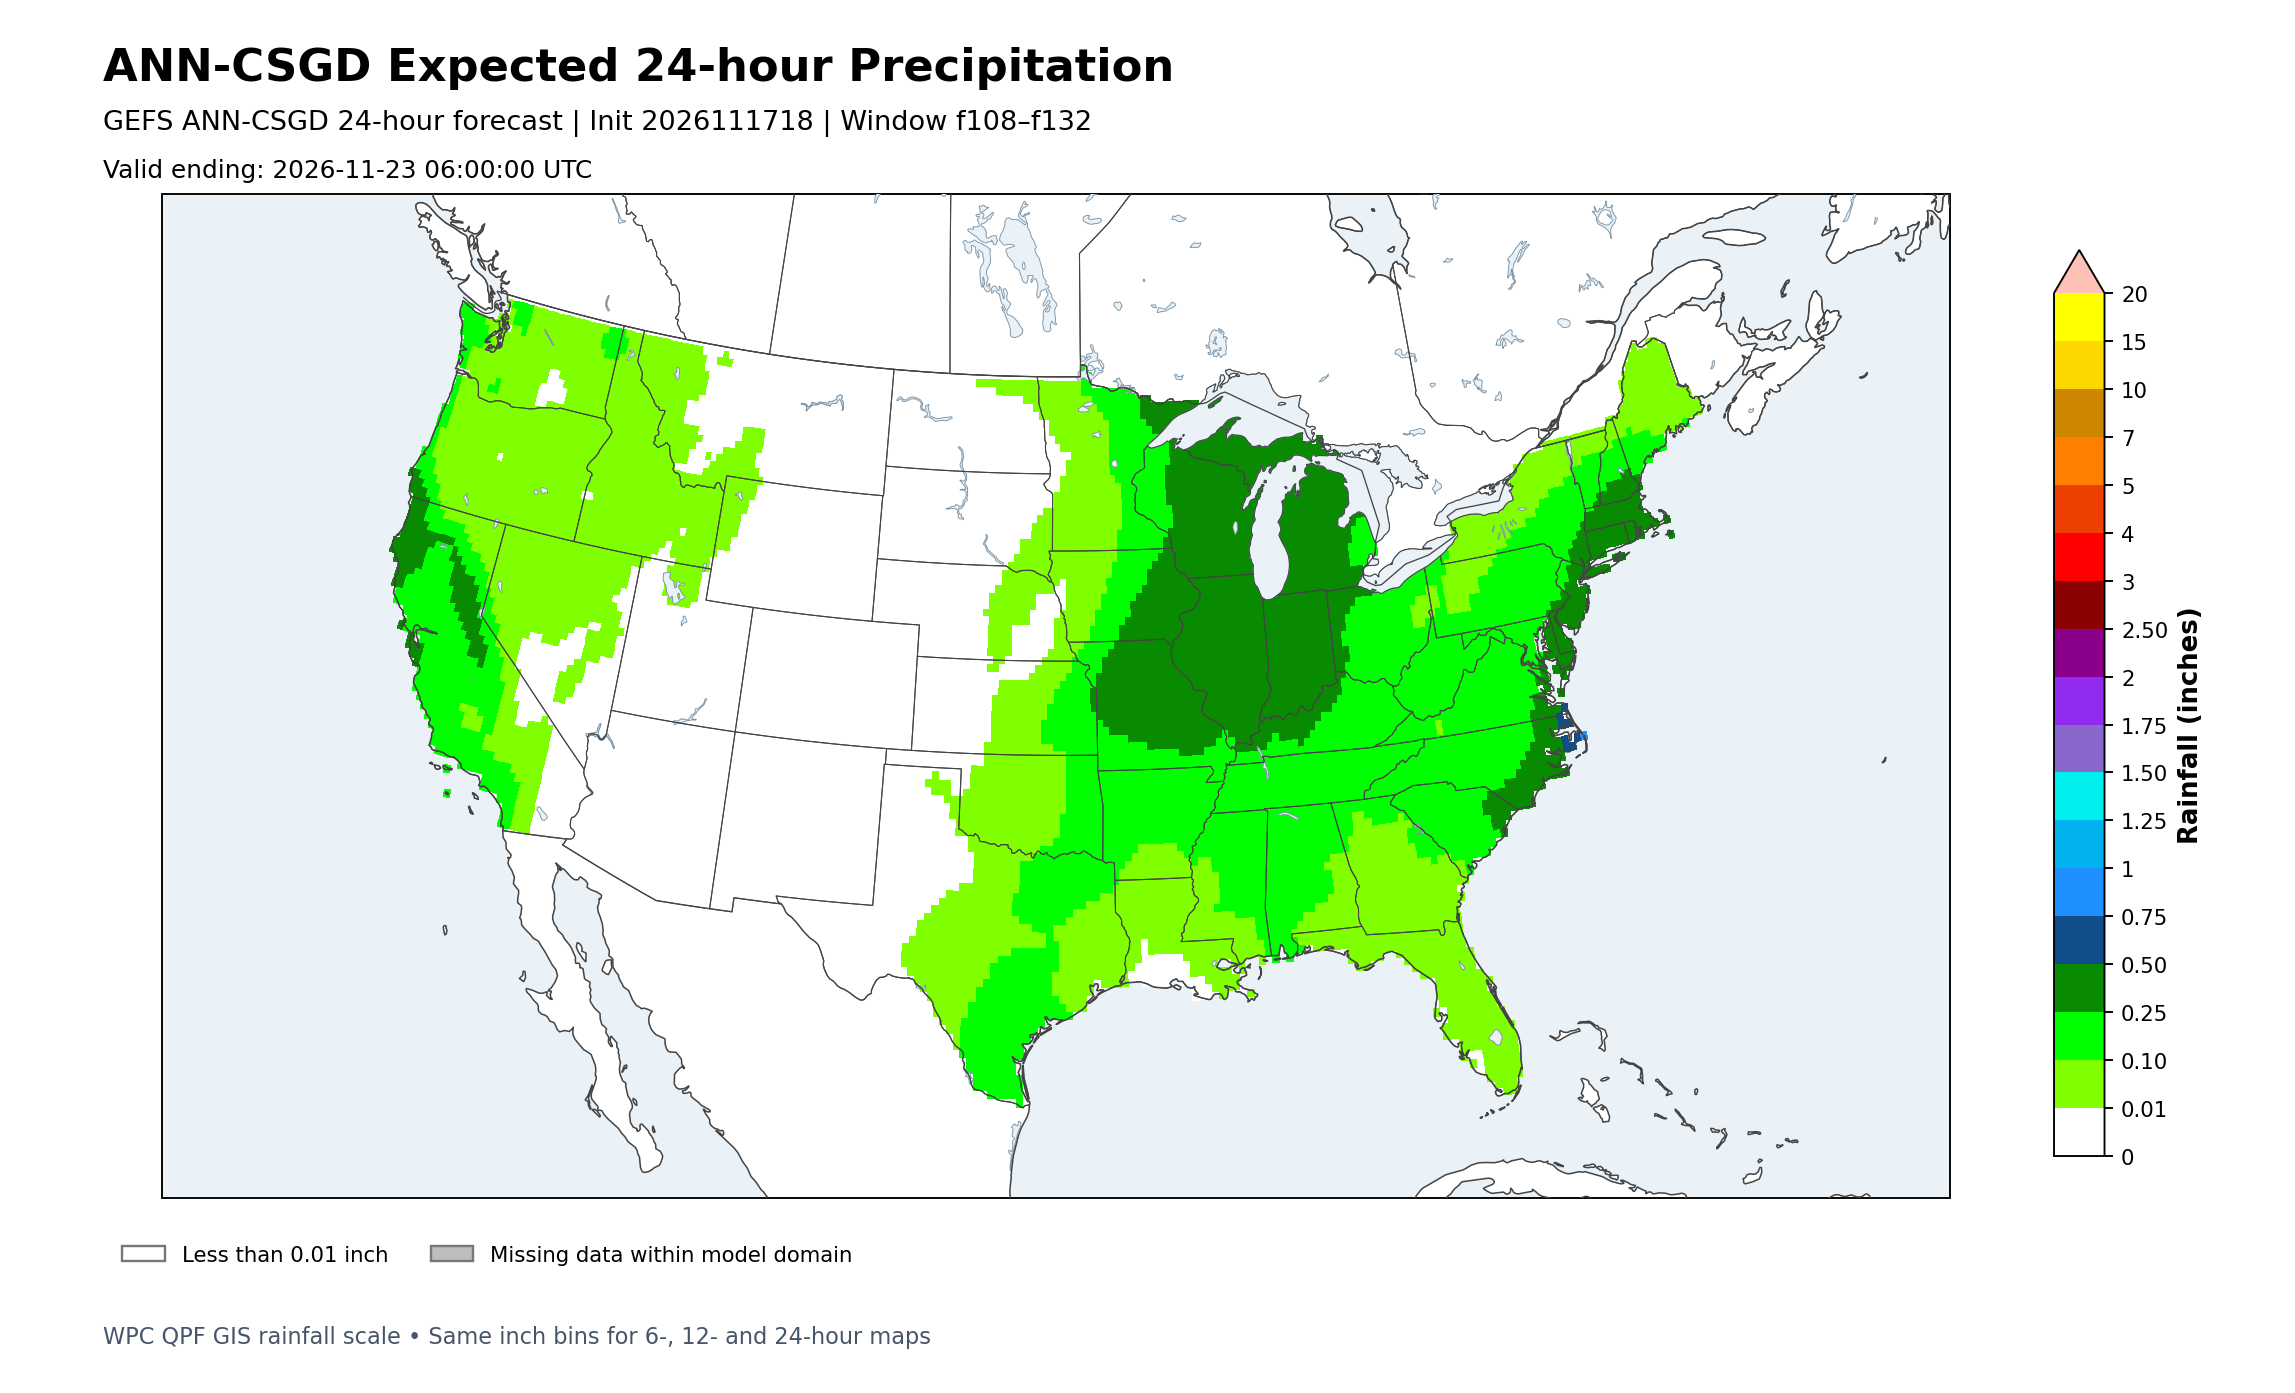 ANN-CSGD Expected 24-hour Precipitation
GEFS ANN-CSGD 24-hour forecast | Init 2026111718 | Window f108–f132
Valid ending: 2026-11-23 06:00:00 UTC
20
15
10
7
5
4
3
2.50
2
1.75
1.50
1.25
1
0.75
0.50
0.25
0.10
0.01
0
Rainfall (inches)
Less than 0.01 inch
Missing data within model domain
WPC QPF GIS rainfall scale • Same inch bins for 6-, 12- and 24-hour maps